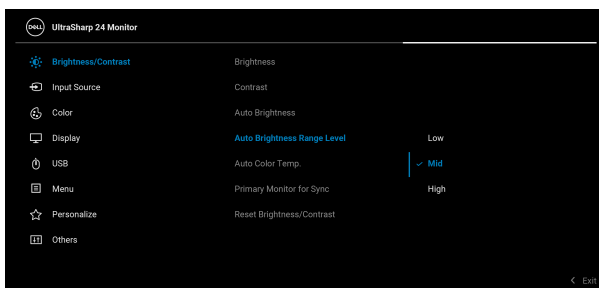 DELL UltraSharp 24 Monitor
Brightness/Contrast Brightness
Input Source Contrast
Color Auto Brightness
Display Auto Brightness Range Level Low
USB Auto Color Temp. Mid
Menu Primary Monitor for Sync High
Personalize Reset Brightness/Contrast
Others
Exit